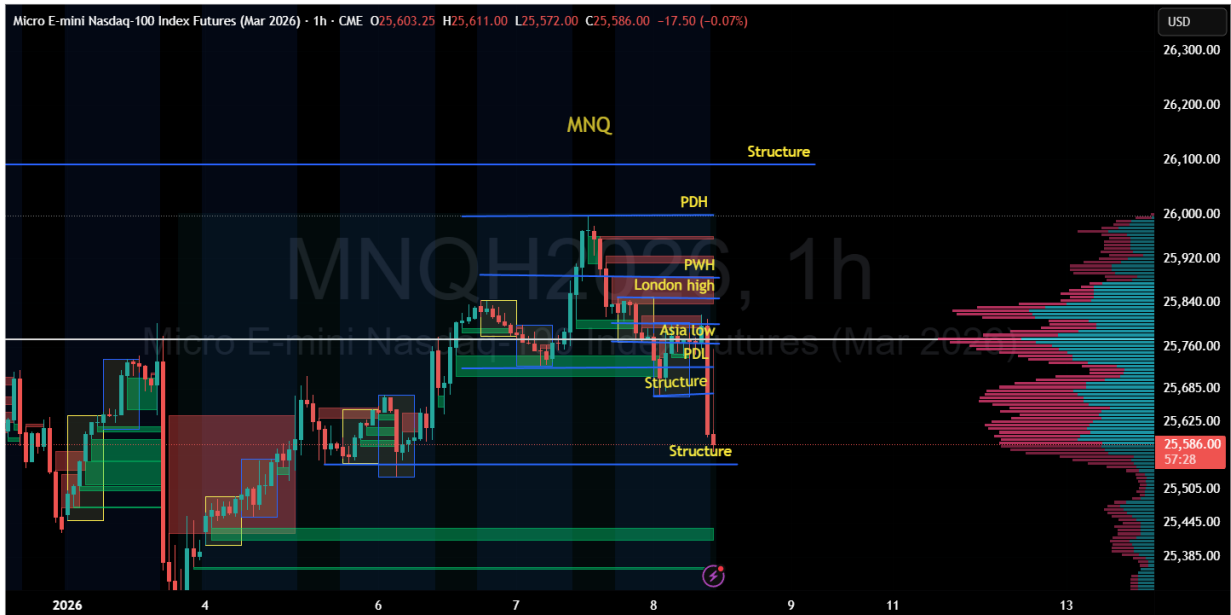 Micro E-mini Nasdaq-100 Index Futures (Mar 2026) · 1h · CME O25,603.25 H25,611.00 L25,572.00 C25,586.00 −17.50 (−0.07%)
USD
26,300.00
26,200.00
MNQ
Structure
26,100.00
PDH
26,000.00
MNQH2026, 1h
PWH
25,920.00
London high
25,840.00
Asia low
Micro E-mini Nasdaq-100 Index Futures (Mar 2026)
25,760.00
PDL
Structure
25,685.00
25,625.00
Structure
25,586.00
57:28
25,505.00
25,445.00
25,385.00
2026 4 6 7 8 9 11 13